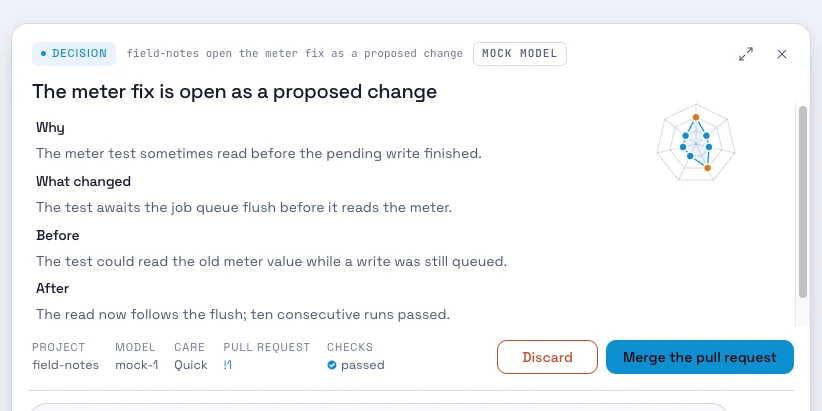 DECISION field-notes open the meter fix as a proposed change MOCK MODEL
The meter fix is open as a proposed change
Why
The meter test sometimes read before the pending write finished.
What changed
The test awaits the job queue flush before it reads the meter.
Before
The test could read the old meter value while a write was still queued.
After
The read now follows the flush; ten consecutive runs passed.
PROJECT MODEL CARE PULL REQUEST CHECKS
field-notes mock-1 Quick !1 passed
Discard Merge the pull request